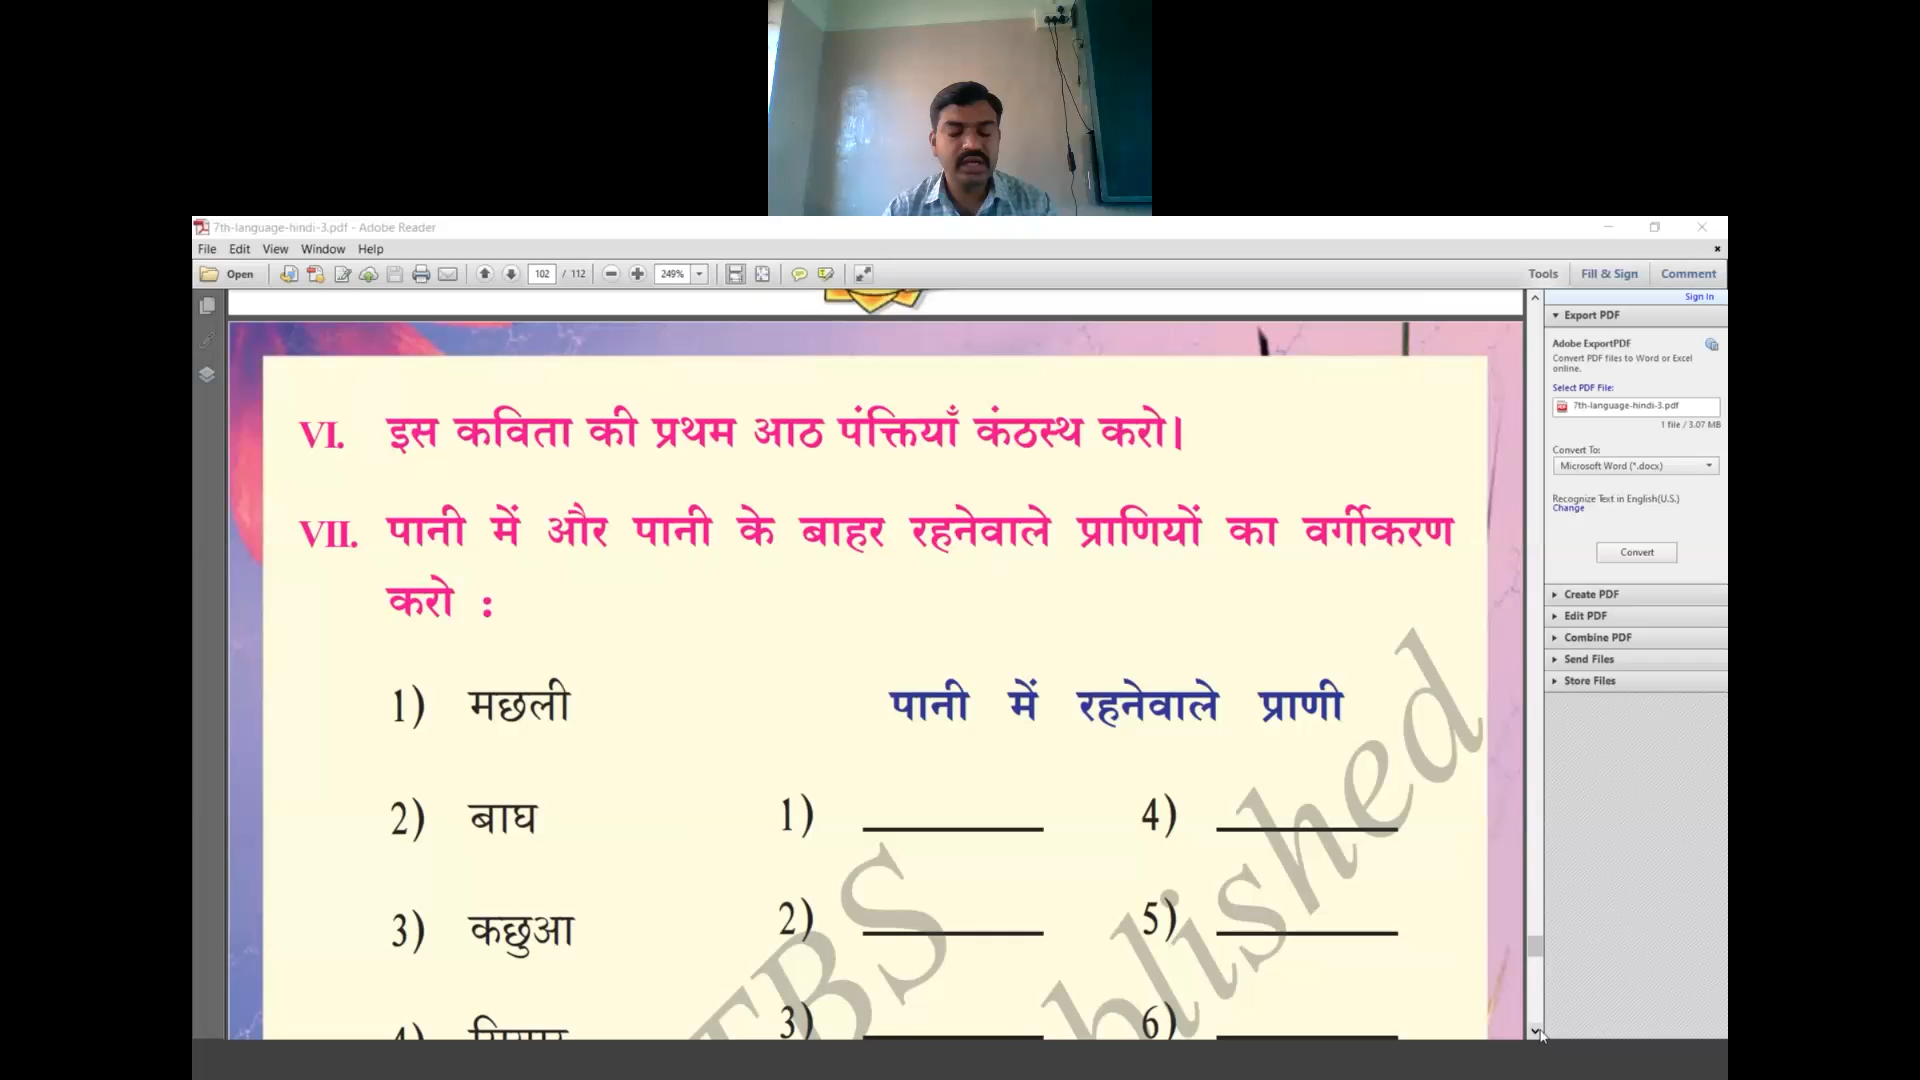 7th-language-hindi-3.pdf - Adobe Reader
File Edit View Window Help
Open 102 / 112 249% Tools Fill & Sign Comment
Sign In
Export PDF
Adobe ExportPDF
Convert PDF files to Word or Excel
online.
Select PDF File:
7th-language-hindi-3.pdf
1 file / 3.07 MB
Convert To:
Microsoft Word (*.docx)
Recognize Text in English(U.S.)
Change
Convert
Create PDF
Edit PDF
Combine PDF
Send Files
Store Files
VI. इस कविता की प्रथम आठ पंक्तियाँ कंठस्थ करो।
VII. पानी में और पानी के बाहर रहनेवाले प्राणियों का वर्गीकरण
करो :
1) मछली पानी में रहनेवाले प्राणी
2) बाघ 1) 4)
3) कछुआ 2) 5)
4) 3) 6)
TBS
blished